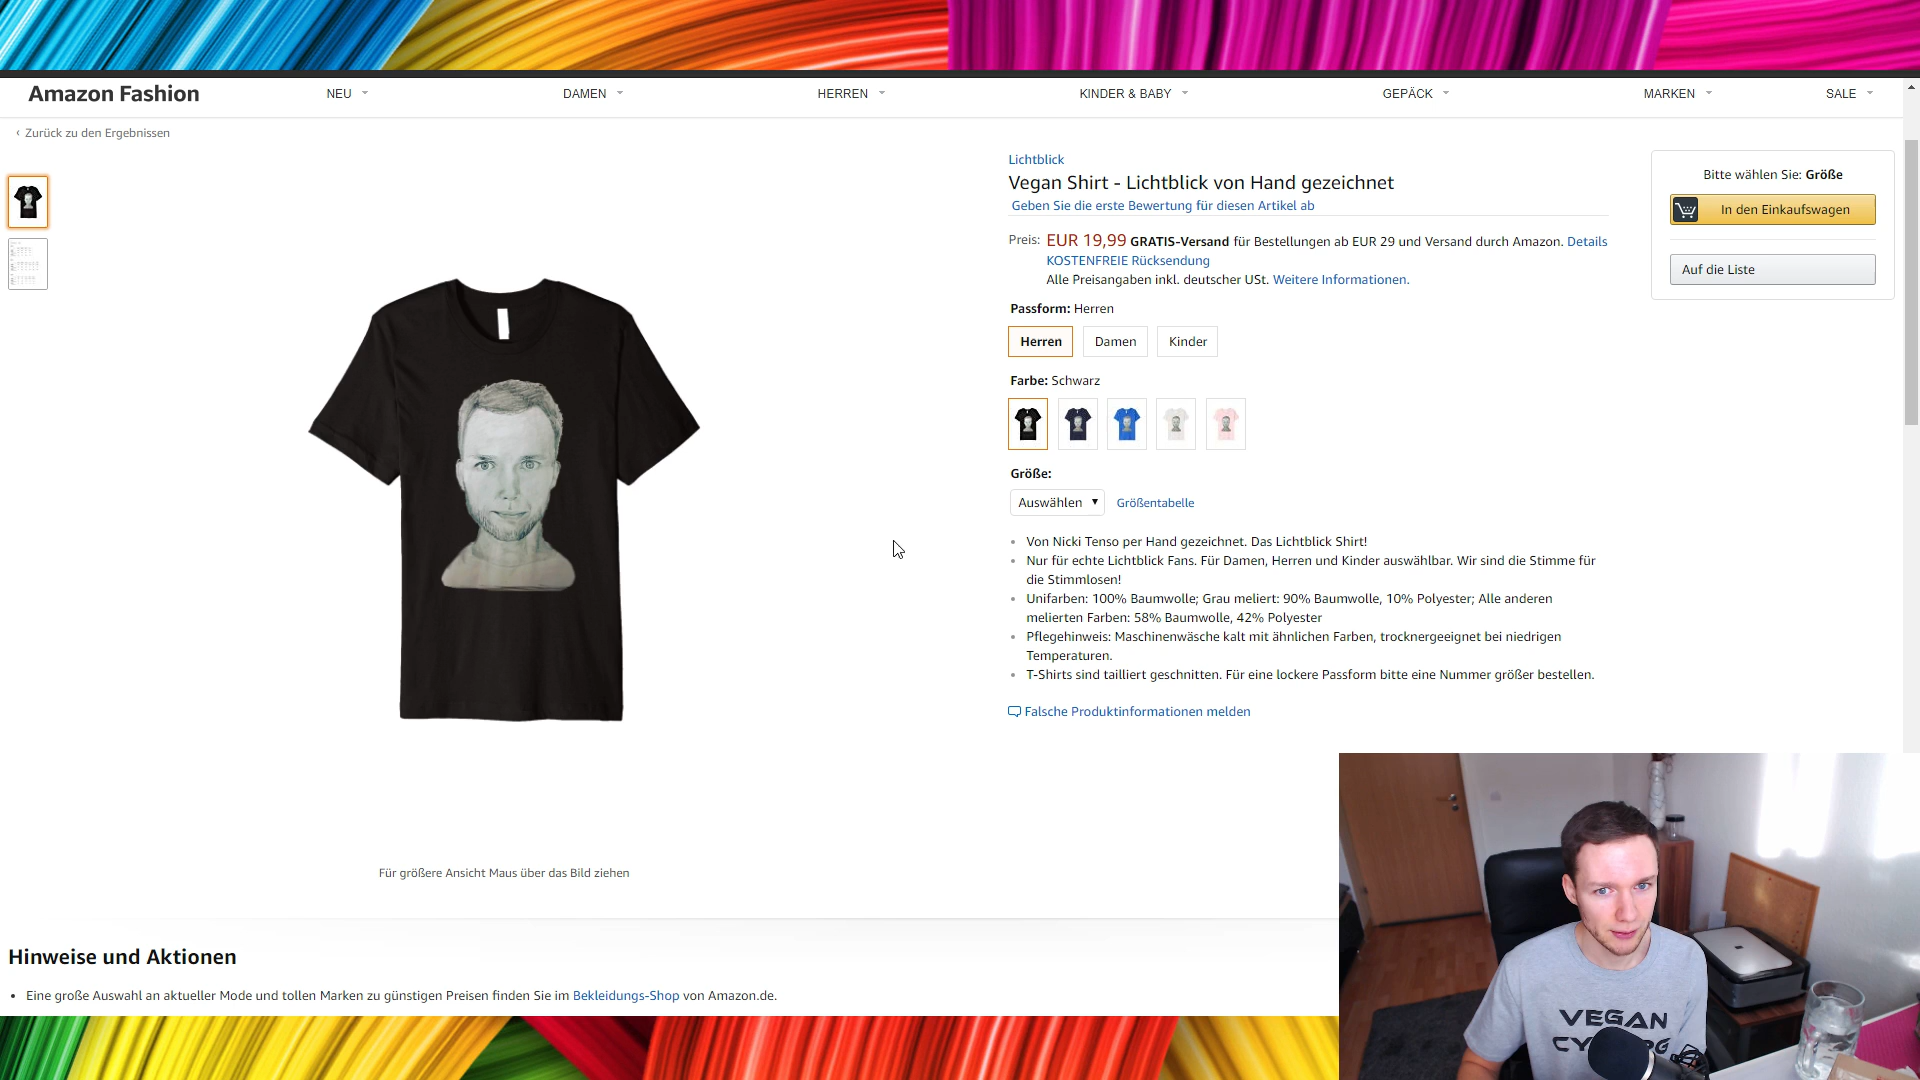 Amazon Fashion
NEU
DAMEN
HERREN
KINDER & BABY
GEPÄCK
MARKEN
SALE
‹ Zurück zu den Ergebnissen
Lichtblick
Vegan Shirt - Lichtblick von Hand gezeichnet
Geben Sie die erste Bewertung für diesen Artikel ab
Preis: EUR 19,99 GRATIS-Versand für Bestellungen ab EUR 29 und Versand durch Amazon. Details
KOSTENFREIE Rücksendung
Alle Preisangaben inkl. deutscher USt. Weitere Informationen.
Passform: Herren
Herren
Damen
Kinder
Farbe: Schwarz
Größe:
Auswählen
Größentabelle
• Von Nicki Tenso per Hand gezeichnet. Das Lichtblick Shirt!
• Nur für echte Lichtblick Fans. Für Damen, Herren und Kinder auswählbar. Wir sind die Stimme für
die Stimmlosen!
• Unifarben: 100% Baumwolle; Grau meliert: 90% Baumwolle, 10% Polyester; Alle anderen
melierten Farben: 58% Baumwolle, 42% Polyester
• Pflegehinweis: Maschinenwäsche kalt mit ähnlichen Farben, trocknergeeignet bei niedrigen
Temperaturen.
• T-Shirts sind tailliert geschnitten. Für eine lockere Passform bitte eine Nummer größer bestellen.
Falsche Produktinformationen melden
Bitte wählen Sie: Größe
In den Einkaufswagen
Auf die Liste
Für größere Ansicht Maus über das Bild ziehen
Hinweise und Aktionen
• Eine große Auswahl an aktueller Mode und tollen Marken zu günstigen Preisen finden Sie im Bekleidungs-Shop von Amazon.de.
VEGAN